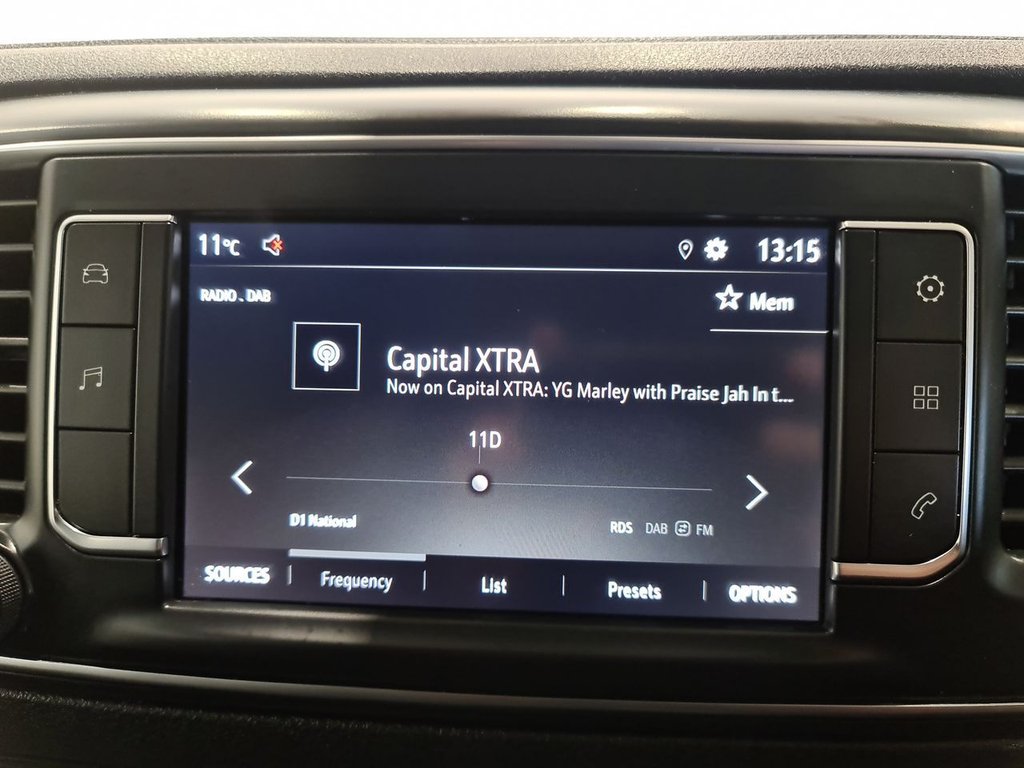 11°C 13:15
RADIO . DAB
Mem
Capital XTRA
Now on Capital XTRA: YG Marley with Praise Jah In t...
11D
D1 National
RDS DAB FM
SOURCES Frequency List Presets OPTIONS